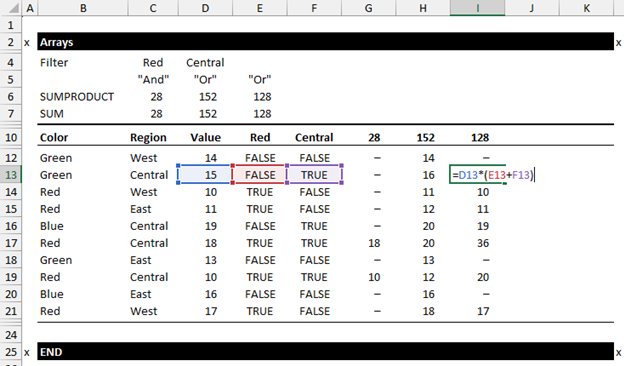 A B C D E F G H I J K
1
2 x Arrays x
4 Filter Red Central
5 "And" "Or" "Or"
6 SUMPRODUCT 28 152 128
7 SUM 28 152 128
10 Color Region Value Red Central 28 152 128
12 Green West 14 FALSE FALSE – 14 –
13 Green Central 15 FALSE TRUE – 16 =D13*(E13+F13)
14 Red West 10 TRUE FALSE – 11 10
15 Red East 11 TRUE FALSE – 12 11
16 Blue Central 19 FALSE TRUE – 20 19
17 Red Central 18 TRUE TRUE 18 20 36
18 Green East 13 FALSE FALSE – 13 –
19 Red Central 10 TRUE TRUE 10 12 20
20 Blue East 16 FALSE FALSE – 16 –
21 Red West 17 TRUE FALSE – 18 17
24
25 x END x